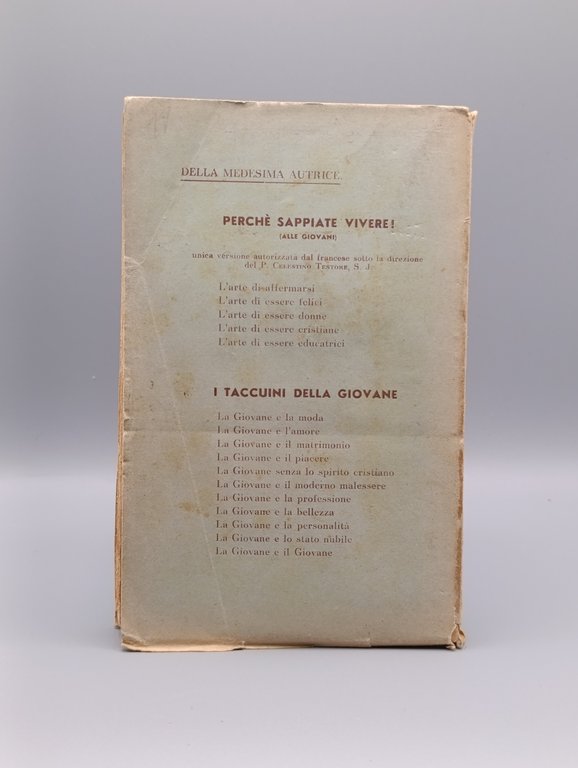 DELLA MEDESIMA AUTRICE.
PERCHÈ SAPPIATE VIVERE!
(ALLE GIOVANI)
unica versione autorizzata dal francese sotto la direzione
del P. CELESTINO TESTORE, S. J.
L'arte di affermarsi
L'arte di essere felici
L'arte di essere donne
L'arte di essere cristiane
L'arte di essere educatrici
I TACCUINI DELLA GIOVANE
La Giovane e la moda
La Giovane e l'amore
La Giovane e il matrimonio
La Giovane e il piacere
La Giovane senza lo spirito cristiano
La Giovane e il moderno malessere
La Giovane e la professione
La Giovane e la bellezza
La Giovane e la personalità
La Giovane e lo stato nubile
La Giovane e il Giovane